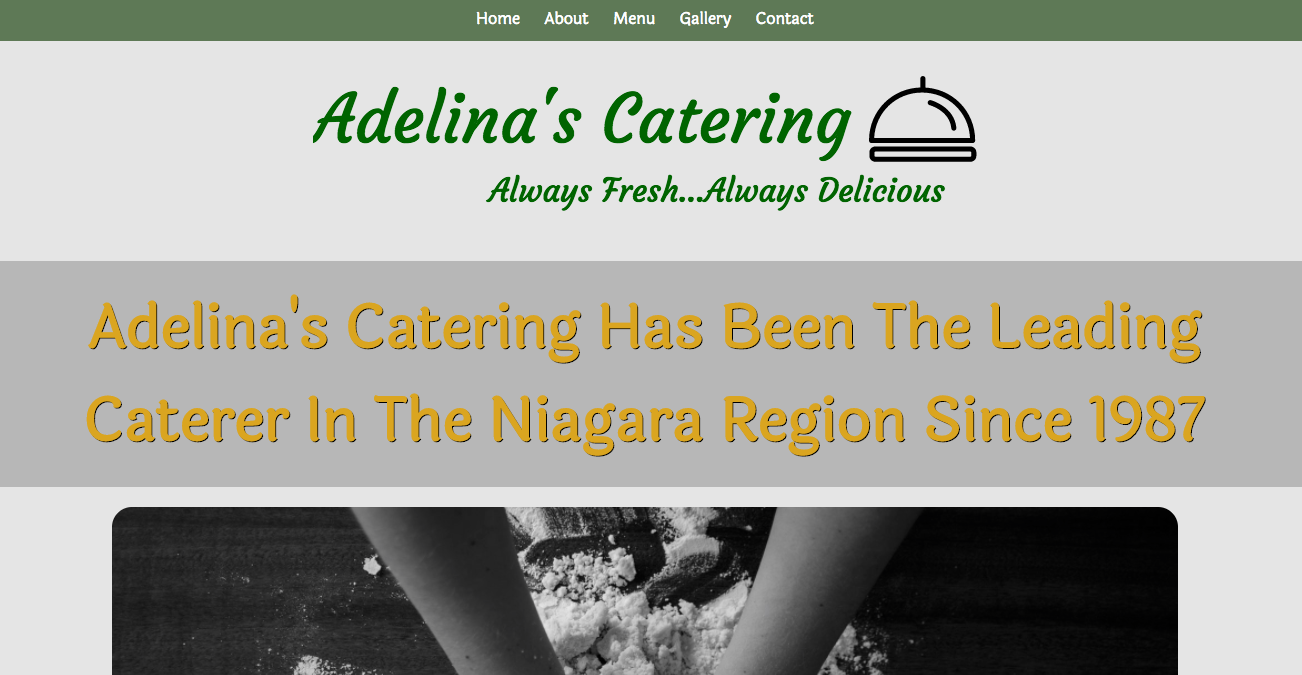 Home About Menu Gallery Contact
Adelina's Catering
Always Fresh...Always Delicious
Adelina's Catering Has Been The Leading
Caterer In The Niagara Region Since 1987